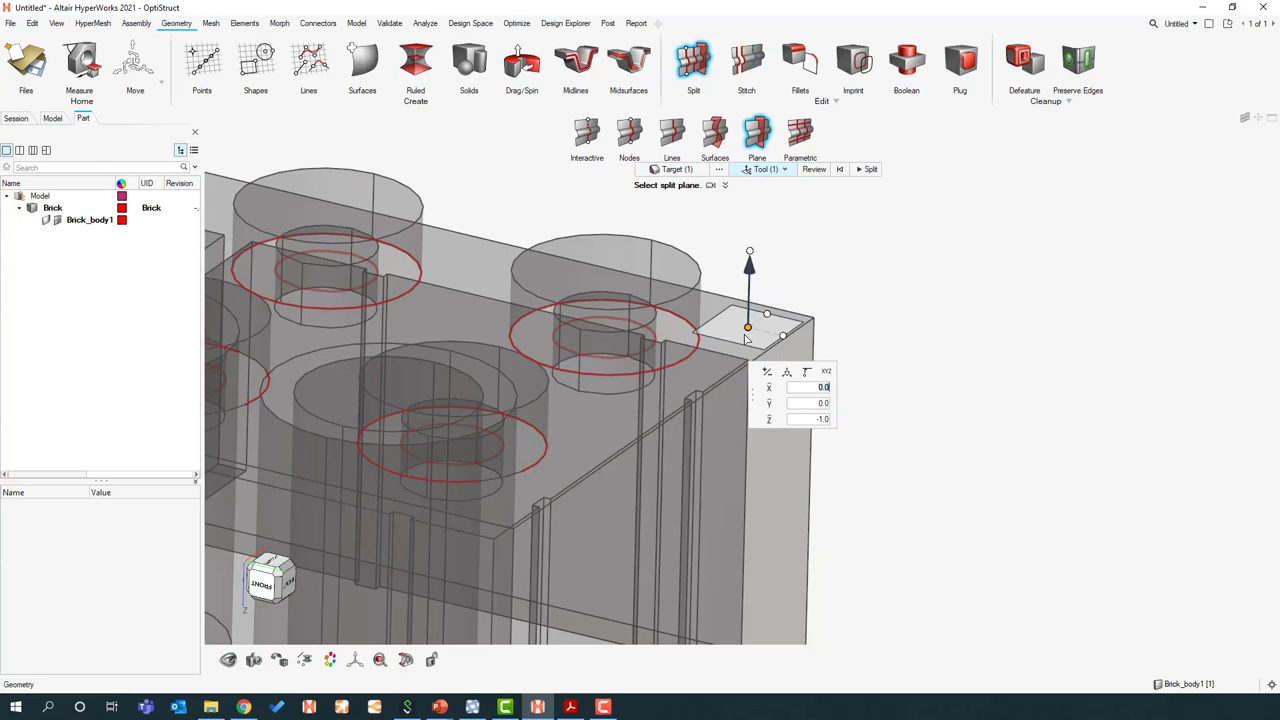 Untitled* - Altair HyperWorks 2021 - OptiStruct
File Edit View HyperMesh Assembly Geometry Mesh Elements Morph Connectors Model Validate Analyze Design Space Optimize Design Explorer Post Report
Untitled 1 of 1
Files Measure Move Points Shapes Lines Surfaces Ruled Solids Drag/Spin Midlines Midsurfaces Split Stitch Fillets Imprint Boolean Plug Defeature Preserve Edges
Home Create Edit Cleanup
Session Model Part
Interactive Nodes Lines Surfaces Plane Parametric
Search
Target (1) ... Tool (1) Review Split
Name UID Revision
Select split plane.
Model
Brick Brick
Brick_body1
XYZ
X 0.0
Y 0.0
Z -1.0
Name Value
FRONT
Z
Geometry
Brick_body1 [1]